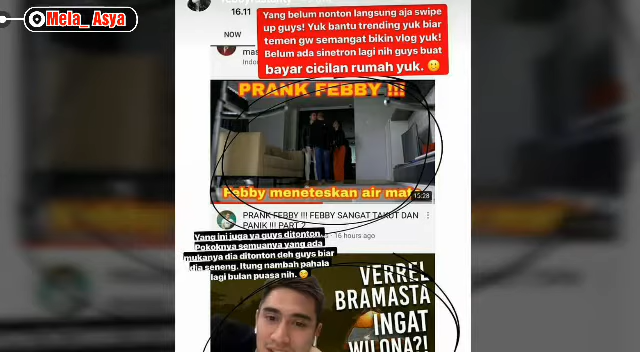 Mela_ Asya
16.11
NOW
Yang belum nonton langsung aja swipe
up guys! Yuk bantu trending yuk biar
temen gw semangat bikin vlog yuk!
Belum ada sinetron lagi nih guys buat
bayar cicilan rumah yuk.
PRANK FEBBY !!!
Febby meneteskan air mat
15:28
PRANK FEBBY !!! FEBBY SANGAT TAKUT DAN
PANIK !!! PART 2
16 hours ago
Yang ini juga ya guys ditonton.
Pokoknya semuanya yang ada
mukanya dia ditonton deh guys biar
dia seneng. Itung nambah pahala
lagi bulan puasa nih.
VERREL
BRAMASTA
INGAT
WILONA?!